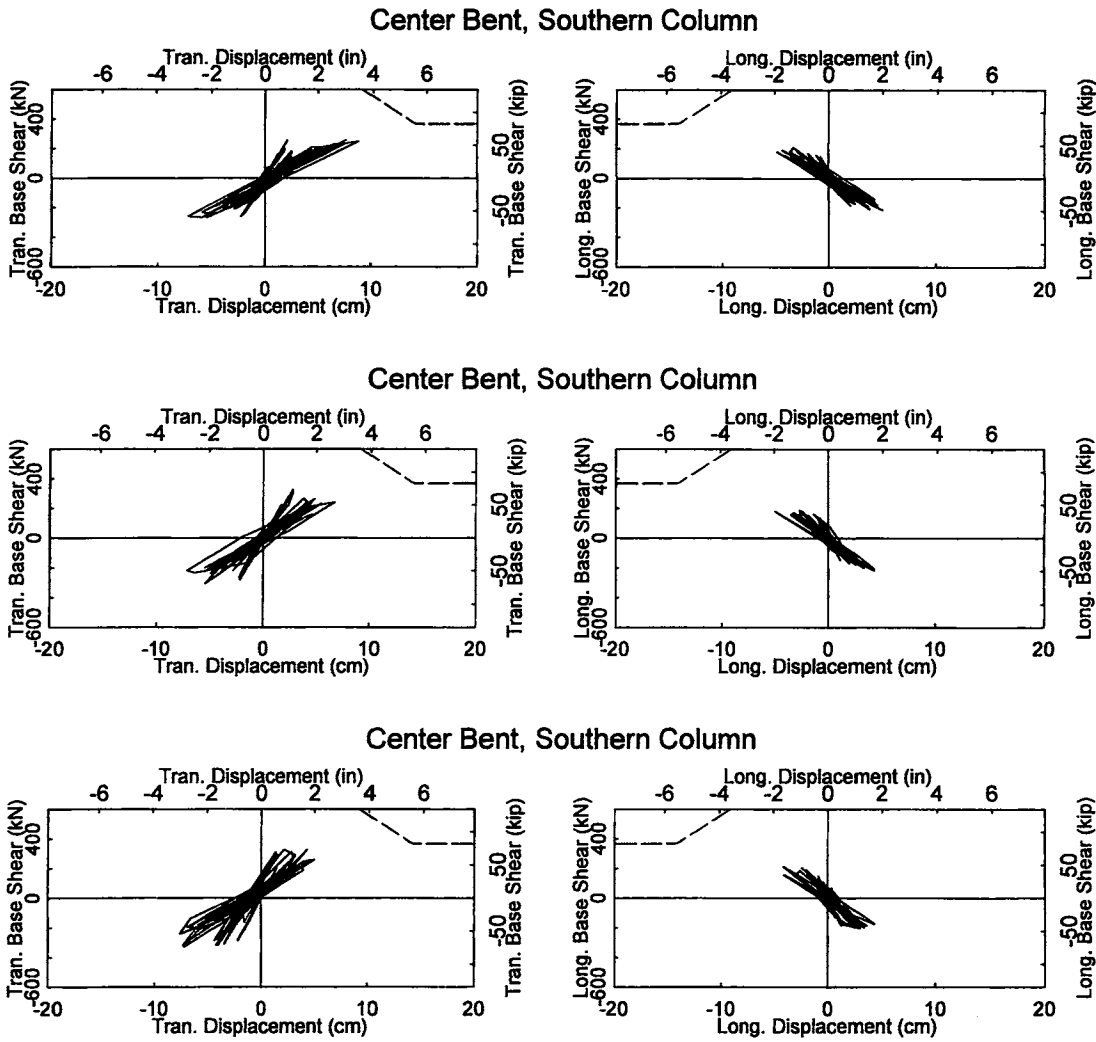 Center Bent, Southern Column
Tran. Displacement (in)
-6 -4 -2 0 2 4 6
Tran. Base Shear (kN)
400
0
-600
Tran. Base Shear (kip)
50
-50
-20 -10 0 10 20
Tran. Displacement (cm)
Long. Displacement (in)
-6 -4 -2 0 2 4 6
Long. Base Shear (kN)
400
0
-600
Long. Base Shear (kip)
50
-50
-20 -10 0 10 20
Long. Displacement (cm)
Center Bent, Southern Column
Tran. Displacement (in)
-6 -4 -2 0 2 4 6
Tran. Base Shear (kN)
400
0
-600
Tran. Base Shear (kip)
50
-50
-20 -10 0 10 20
Tran. Displacement (cm)
Long. Displacement (in)
-6 -4 -2 0 2 4 6
Long. Base Shear (kN)
400
0
-600
Long. Base Shear (kip)
50
-50
-20 -10 0 10 20
Long. Displacement (cm)
Center Bent, Southern Column
Tran. Displacement (in)
-6 -4 -2 0 2 4 6
Tran. Base Shear (kN)
400
0
-600
Tran. Base Shear (kip)
50
-50
-20 -10 0 10 20
Tran. Displacement (cm)
Long. Displacement (in)
-6 -4 -2 0 2 4 6
Long. Base Shear (kN)
400
0
-600
Long. Base Shear (kip)
50
-50
-20 -10 0 10 20
Long. Displacement (cm)